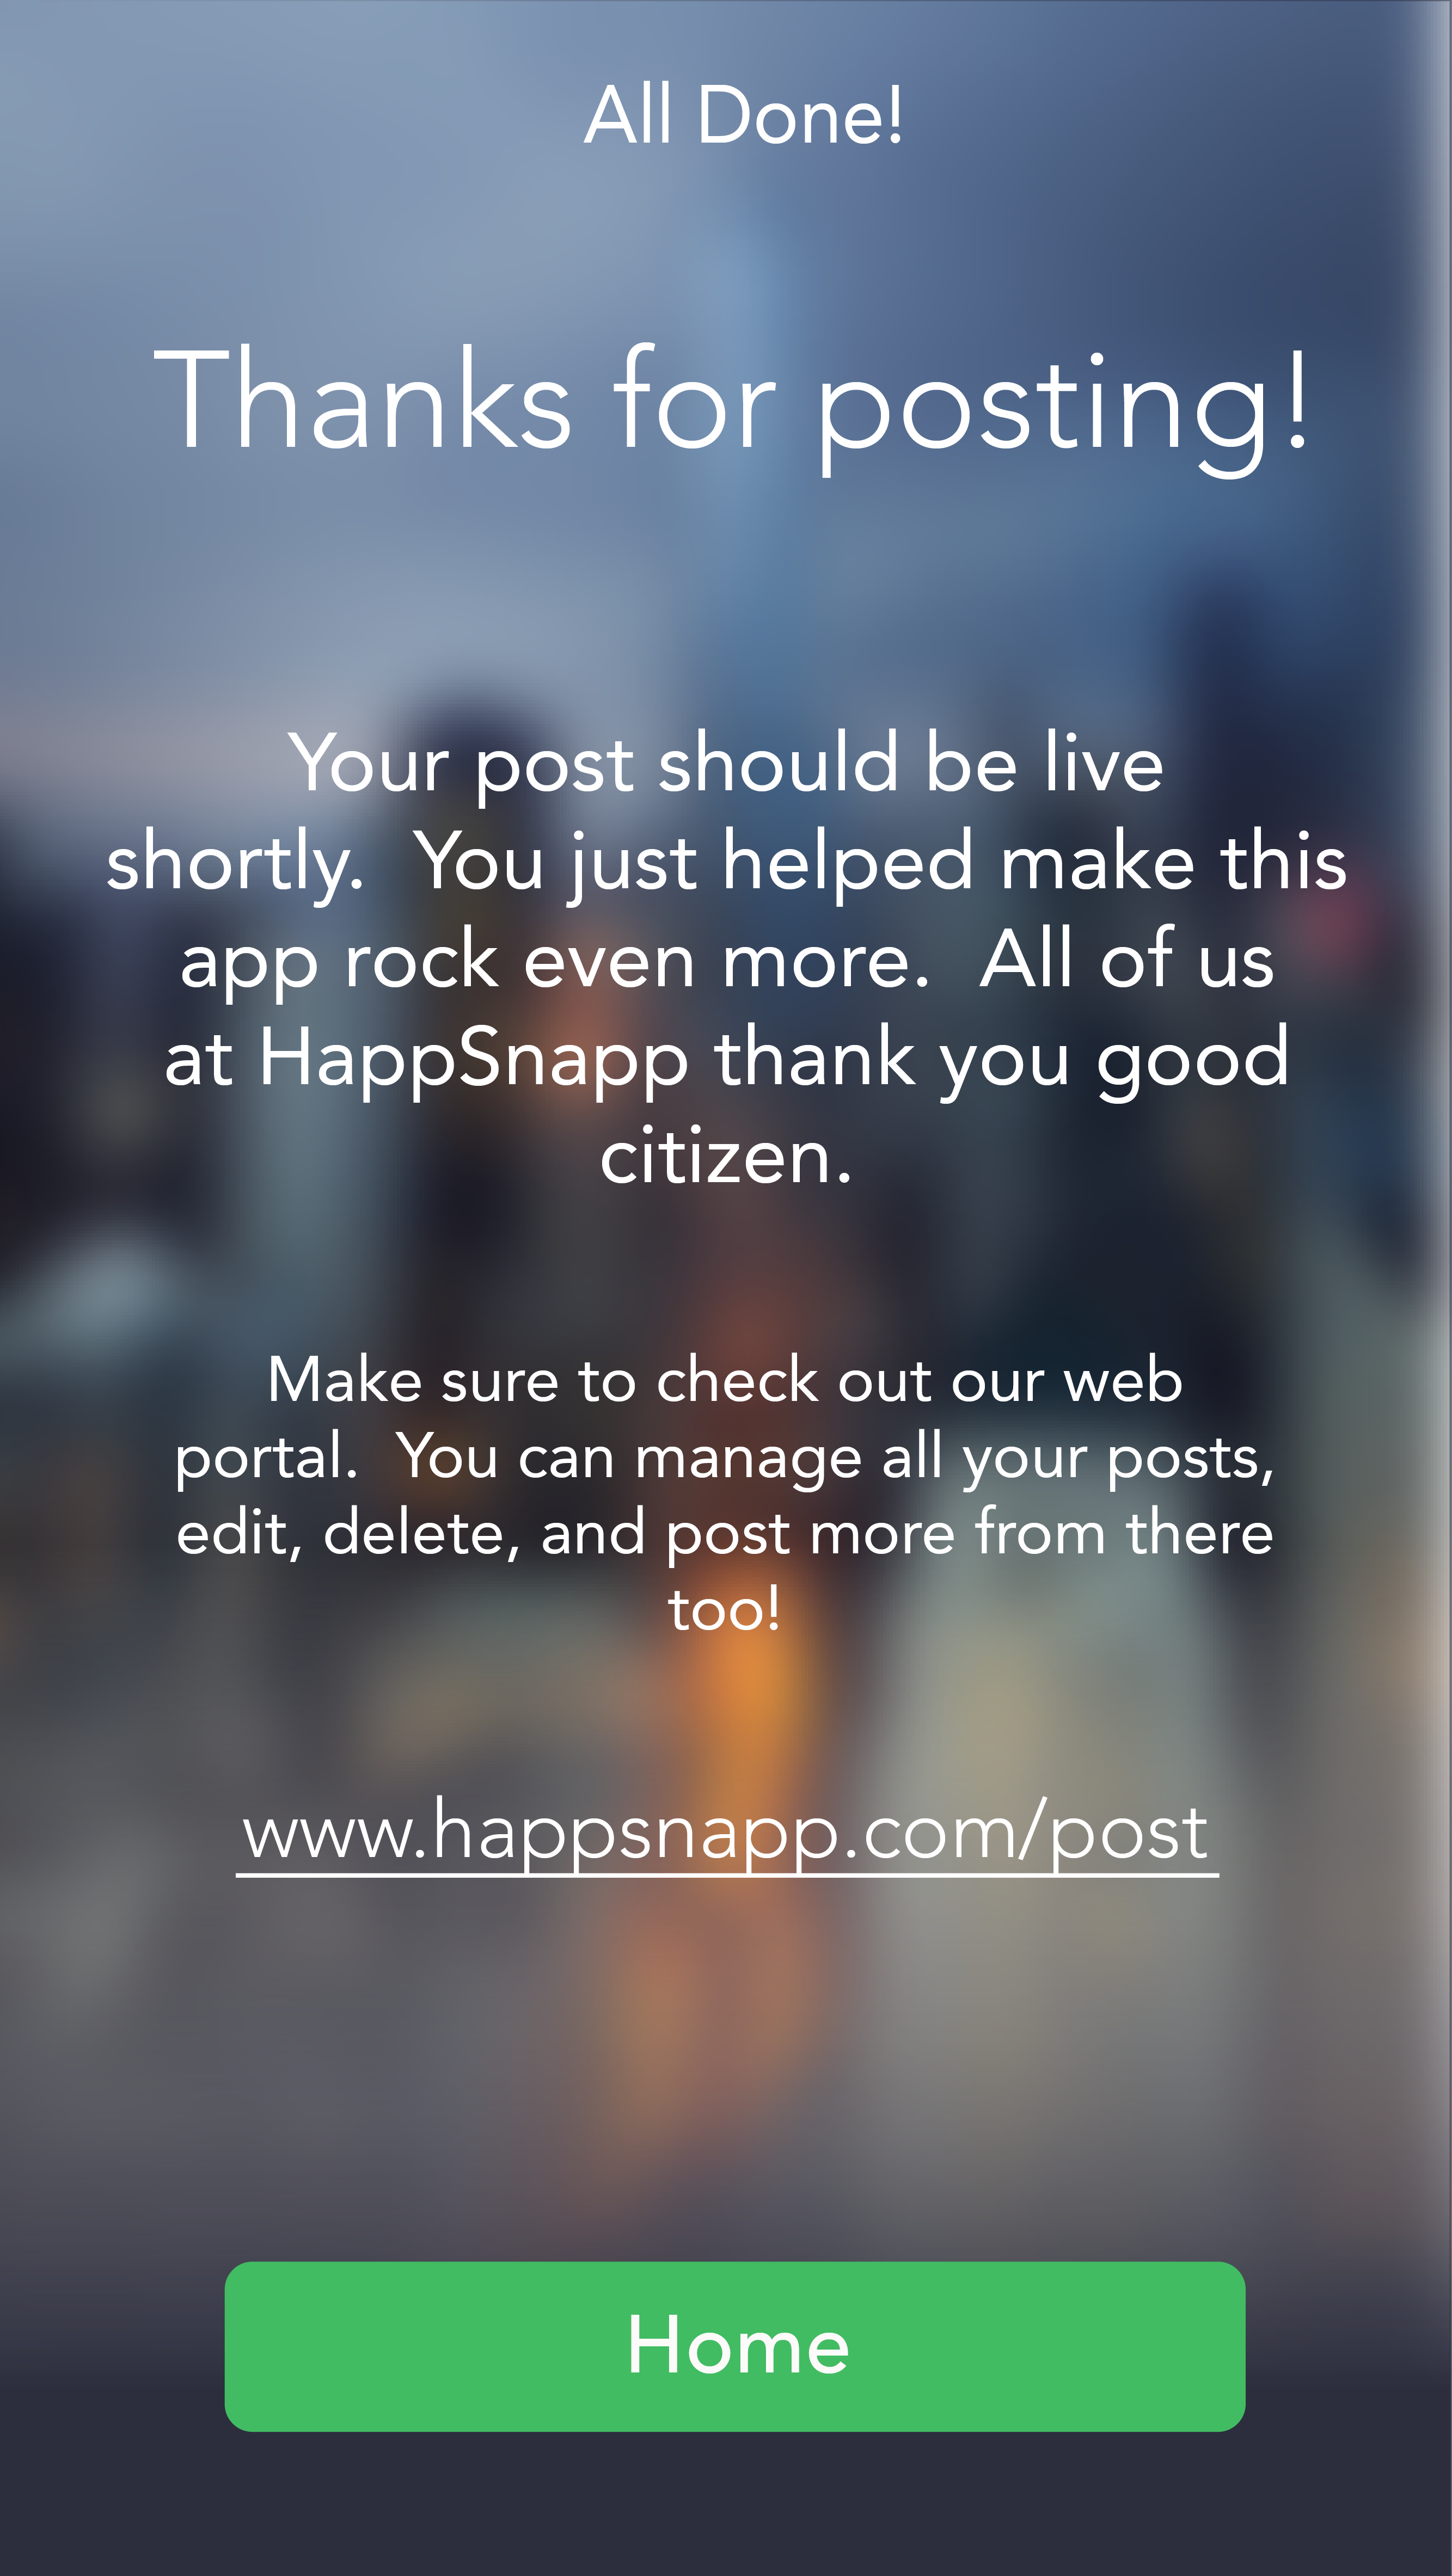 All Done!
Thanks for posting!
Your post should be live
shortly.  You just helped make this
app rock even more.  All of us
at HappSnapp thank you good
citizen.
Make sure to check out our web
portal.  You can manage all your posts,
edit, delete, and post more from there
too!
www.happsnapp.com/post
Home